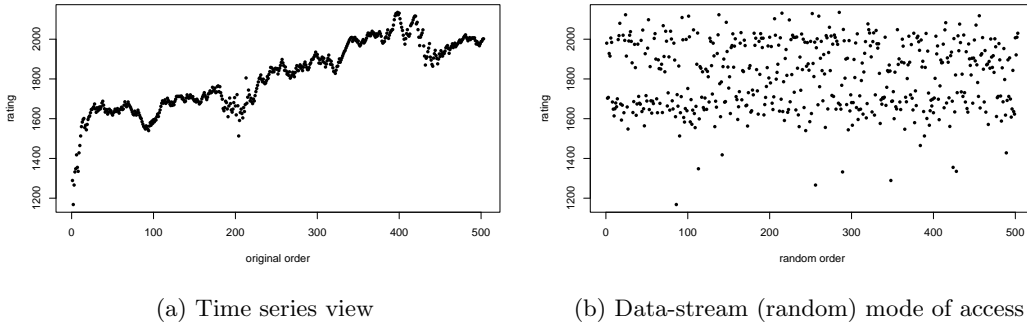 rating
2000
1800
1600
1400
1200
0 100 200 300 400 500
original order
(a) Time series view
rating
2000
1800
1600
1400
1200
0 100 200 300 400 500
random order
(b) Data-stream (random) mode of access